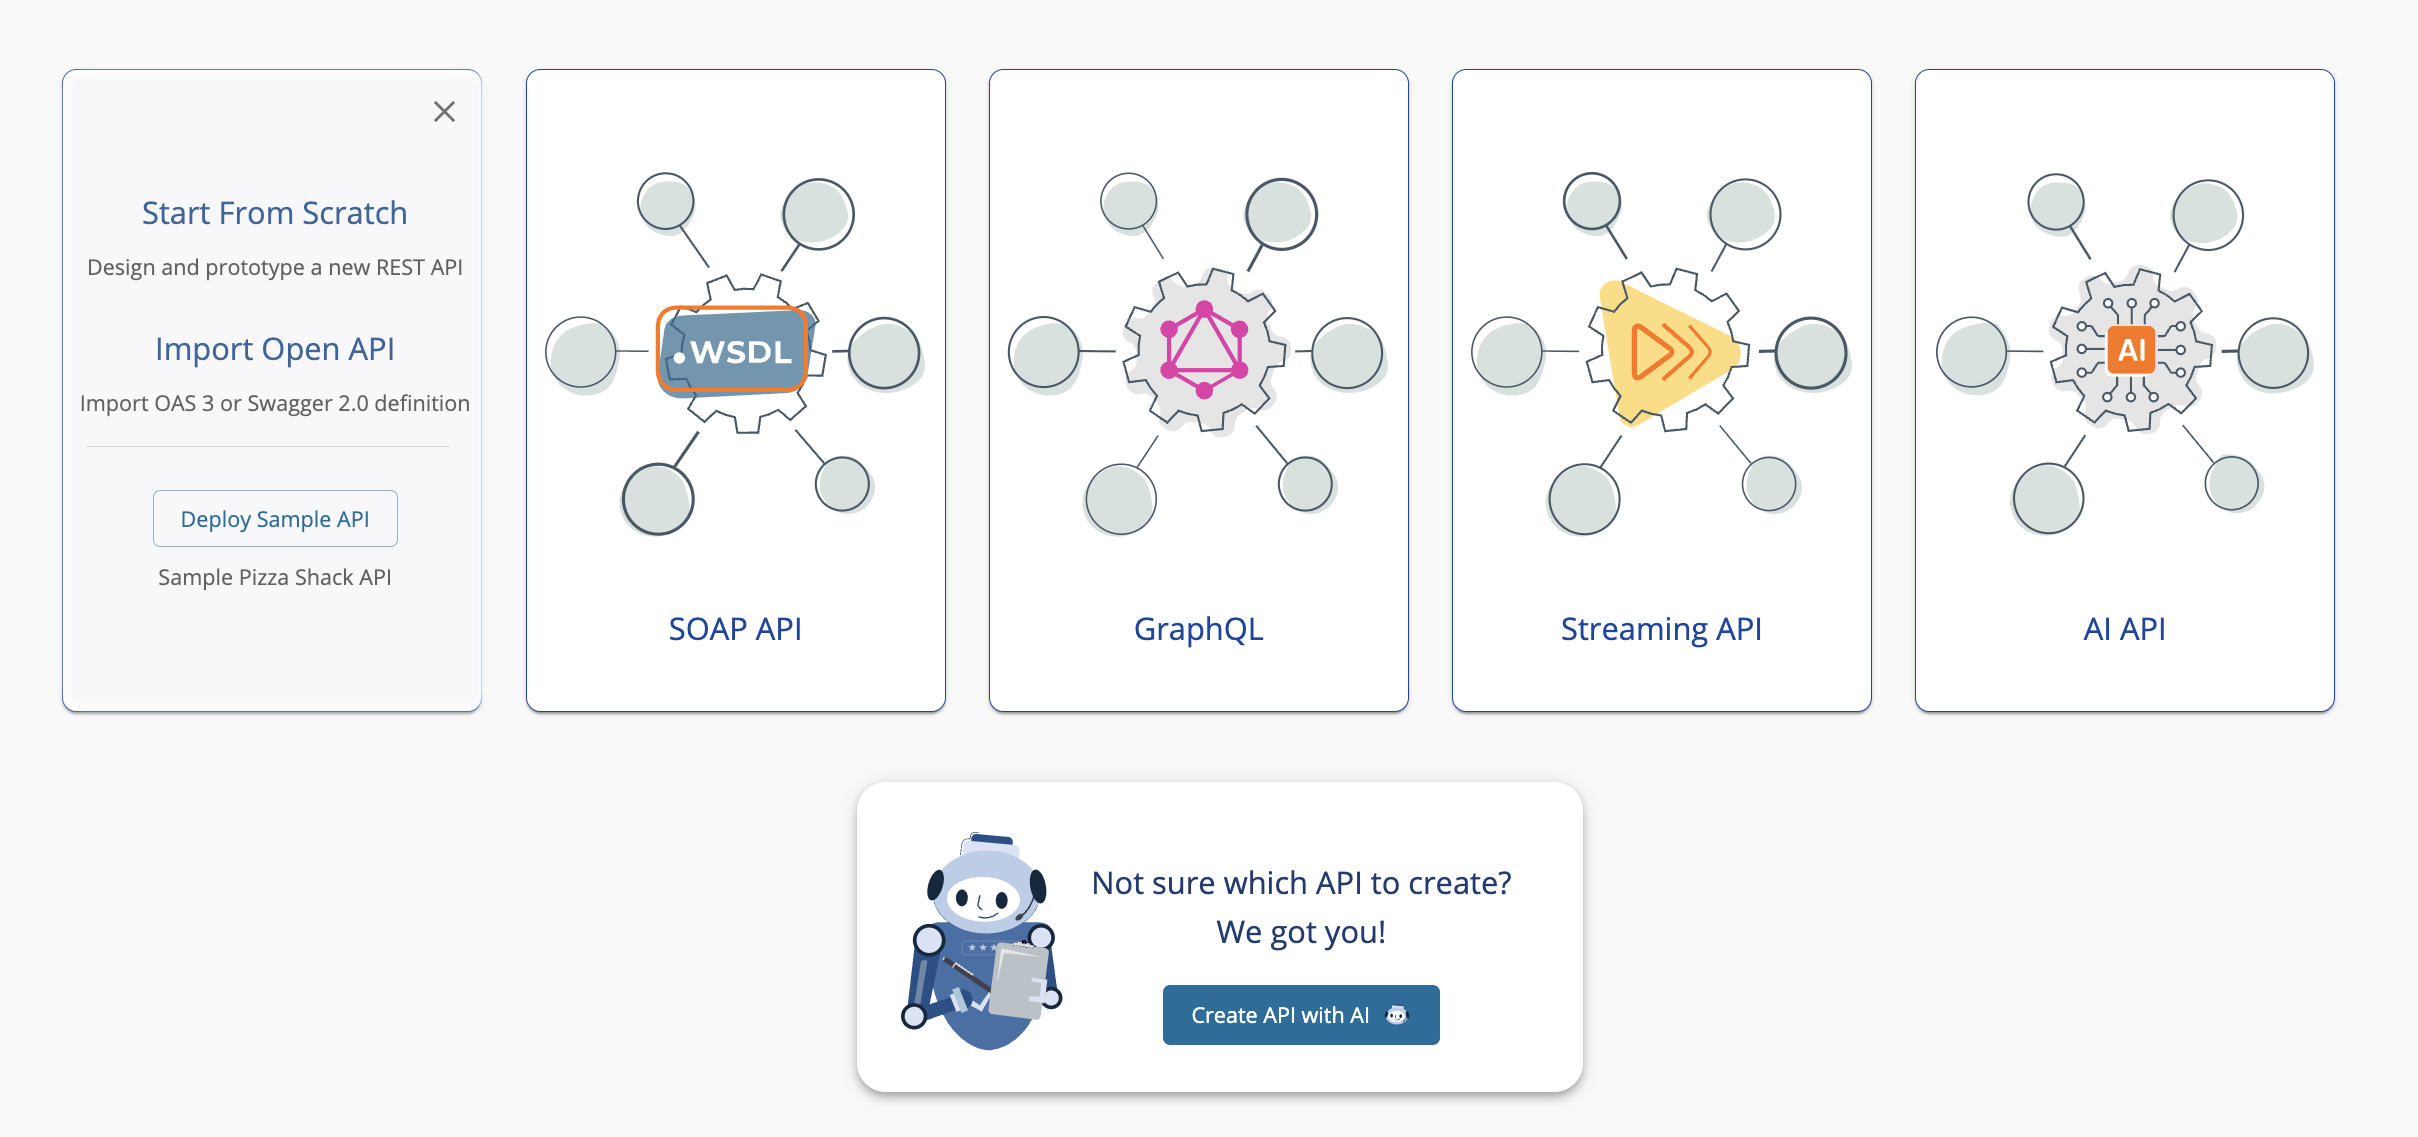 Start From Scratch
Design and prototype a new REST API
Import Open API
Import OAS 3 or Swagger 2.0 definition
Deploy Sample API
Sample Pizza Shack API
.WSDL
SOAP API
GraphQL
Streaming API
AI
AI API
Not sure which API to create?
We got you!
Create API with AI